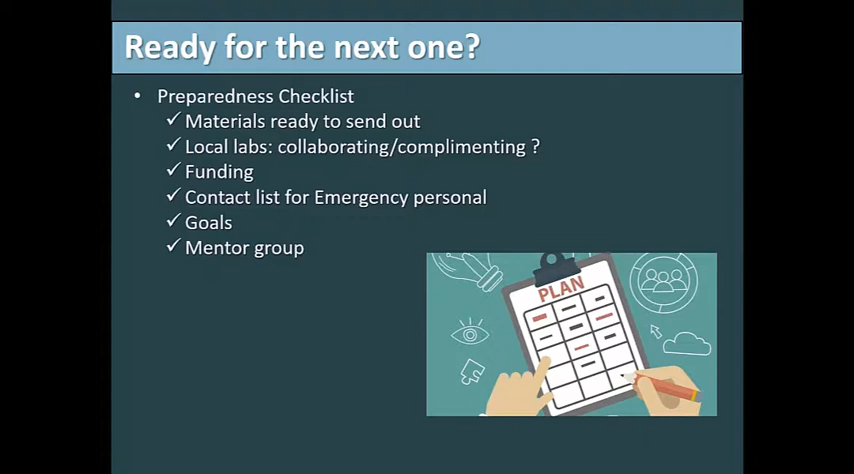 Ready for the next one?
• Preparedness Checklist
✓ Materials ready to send out
✓ Local labs: collaborating/complimenting ?
✓ Funding
✓ Contact list for Emergency personal
✓ Goals
✓ Mentor group
PLAN